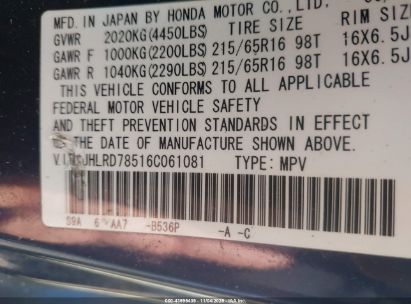 MFD. IN JAPAN BY HONDA MOTOR CO., LTD.
TIRE SIZE RIM SIZE
GVWR 2020KG(4450LBS)
GAWR F 1000KG(2200LBS) 215/65R16 98T 16X6.5J
GAWR R 1040KG(2290LBS) 215/65R16 98T 16X6.5J
THIS VEHICLE CONFORMS TO ALL APPLICABLE
FEDERAL MOTOR VEHICLE SAFETY
AND THEFT PREVENTION STANDARDS IN EFFECT
ON THE DATE OF MANUFACTURE SHOWN ABOVE.
JHLRD78516C061081 TYPE: MPV
S9A 6 AA7 -B536P -A -C